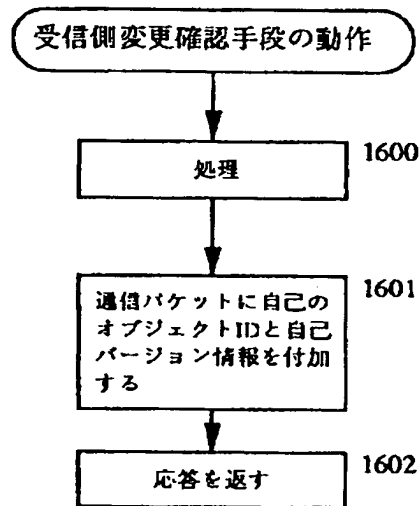 受信側変更確認手段の動作
1600
処理
1601
通信パケットに自己の
オブジェクトIDと自己
バージョン情報を付加
する
1602
応答を返す